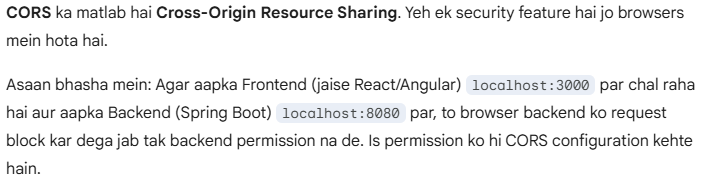 CORS ka matlab hai Cross-Origin Resource Sharing. Yeh ek security feature hai jo browsers
mein hota hai.
Asaan bhasha mein: Agar aapka Frontend (jaise React/Angular) localhost:3000 par chal raha
hai aur aapka Backend (Spring Boot) localhost:8080 par, to browser backend ko request
block kar dega jab tak backend permission na de. Is permission ko hi CORS configuration kehte
hain.